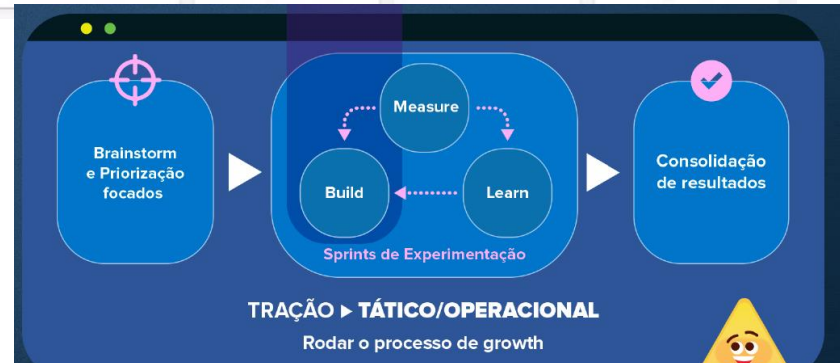 Brainstorm
e Priorização
focados
Measure
Build
Learn
Sprints de Experimentação
Consolidação
de resultados
TRAÇÃO ▸ TÁTICO/OPERACIONAL
Rodar o processo de growth